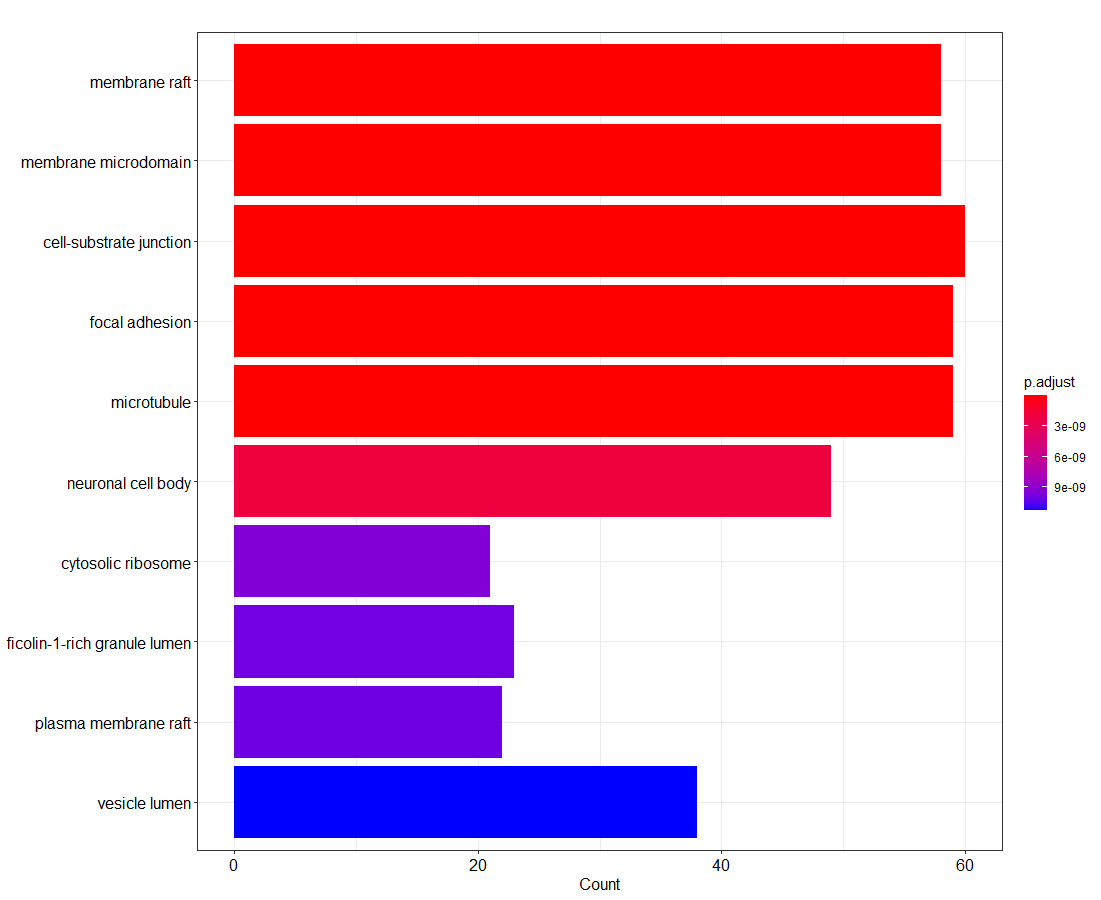 membrane raft
membrane microdomain
cell-substrate junction
focal adhesion
microtubule
neuronal cell body
cytosolic ribosome
ficolin-1-rich granule lumen
plasma membrane raft
vesicle lumen
0 20 40 60
Count
p.adjust
3e-09
6e-09
9e-09